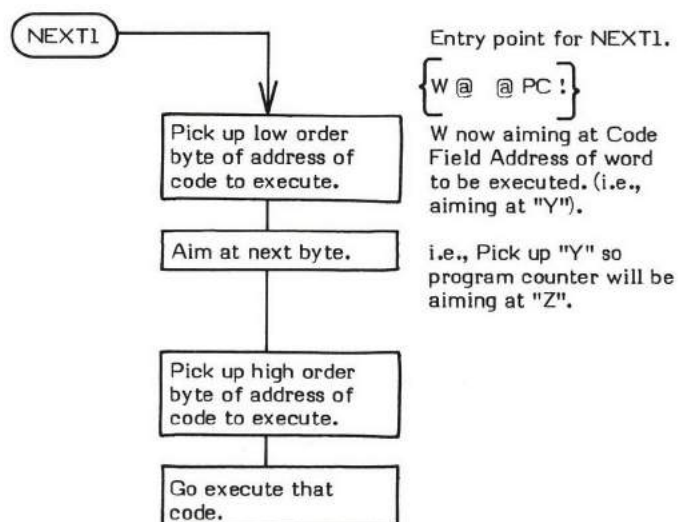 NEXT1
Entry point for NEXT1.
{W @ @ PC !}
W now aiming at Code
Field Address of word
to be executed. (i.e.,
aiming at "Y").
Pick up low order
byte of address of
code to execute.
Aim at next byte.
i.e., Pick up "Y" so
program counter will be
aiming at "Z".
Pick up high order
byte of address of
code to execute.
Go execute that
code.